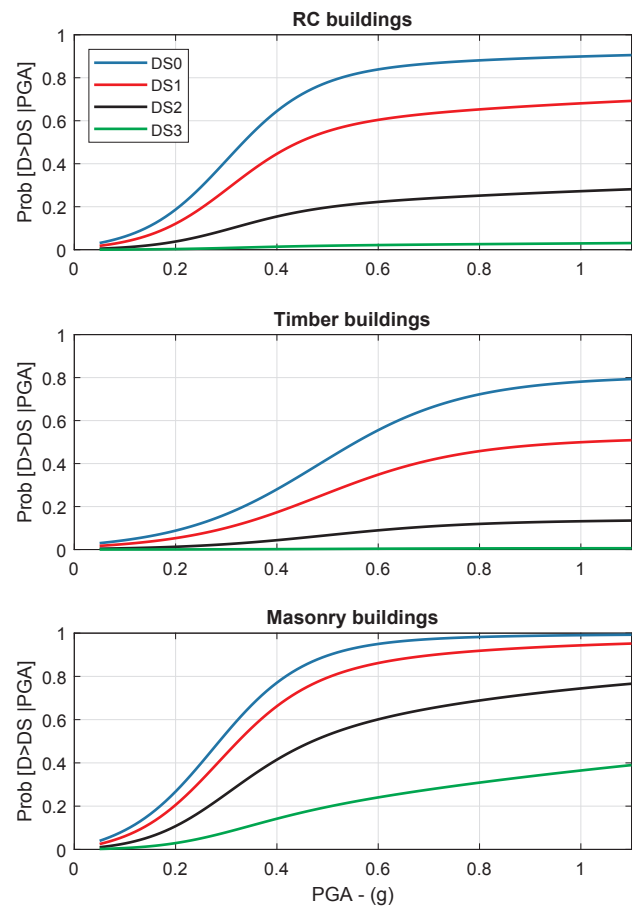 RC buildings
1
0.8
0.6
0.4
0.2
0
Prob [D>DS |PGA]
DS0
DS1
DS2
DS3
0 0.2 0.4 0.6 0.8 1
Timber buildings
1
0.8
0.6
0.4
0.2
0
Prob [D>DS |PGA]
0 0.2 0.4 0.6 0.8 1
Masonry buildings
1
0.8
0.6
0.4
0.2
0
Prob [D>DS |PGA]
0 0.2 0.4 0.6 0.8 1
PGA - (g)